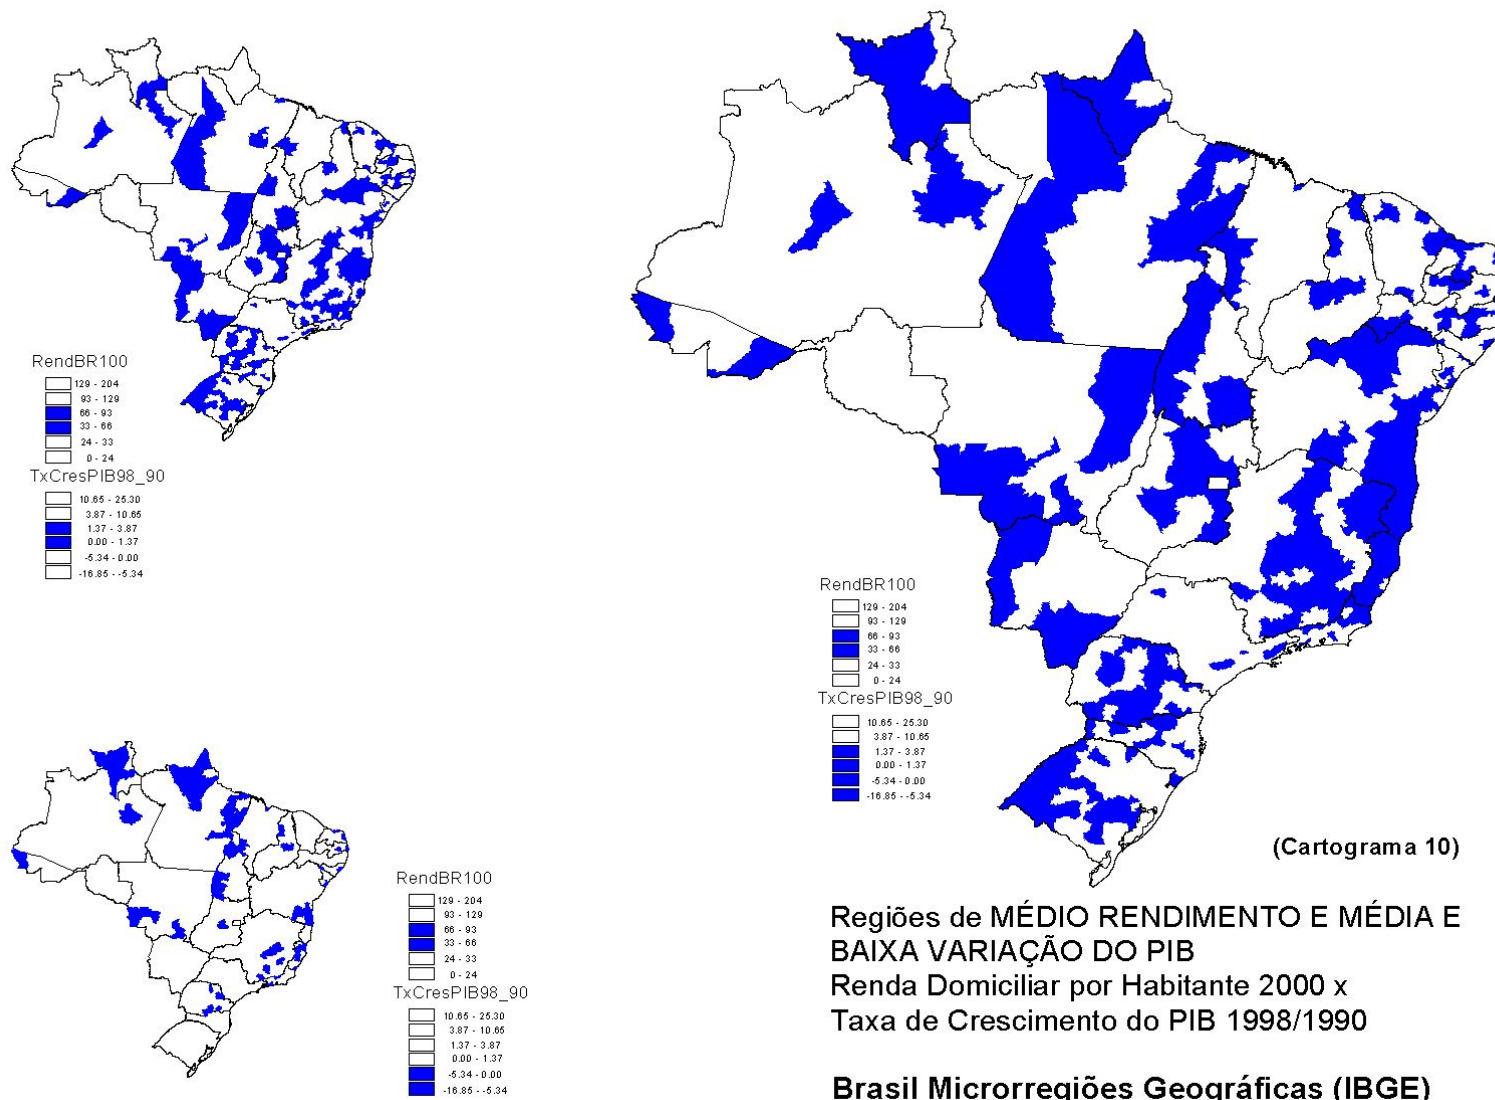 RendBR100
129 - 204
93 - 129
66 - 93
33 - 66
24 - 33
0 - 24
TxCresPIB98_90
10.65 - 25.30
3.87 - 10.65
1.37 - 3.87
0.00 - 1.37
-5.34 - 0.00
-16.85 - -5.34
RendBR100
129 - 204
93 - 129
66 - 93
33 - 66
24 - 33
0 - 24
TxCresPIB98_90
10.65 - 25.30
3.87 - 10.65
1.37 - 3.87
0.00 - 1.37
-5.34 - 0.00
-16.85 - -5.34
RendBR100
129 - 204
93 - 129
66 - 93
33 - 66
24 - 33
0 - 24
TxCresPIB98_90
10.65 - 25.30
3.87 - 10.65
1.37 - 3.87
0.00 - 1.37
-5.34 - 0.00
-16.85 - -5.34
(Cartograma 10)
Regiões de MÉDIO RENDIMENTO E MÉDIA E
BAIXA VARIAÇÃO DO PIB
Renda Domiciliar por Habitante 2000 x
Taxa de Crescimento do PIB 1998/1990
Brasil Microrregiões Geográficas (IBGE)